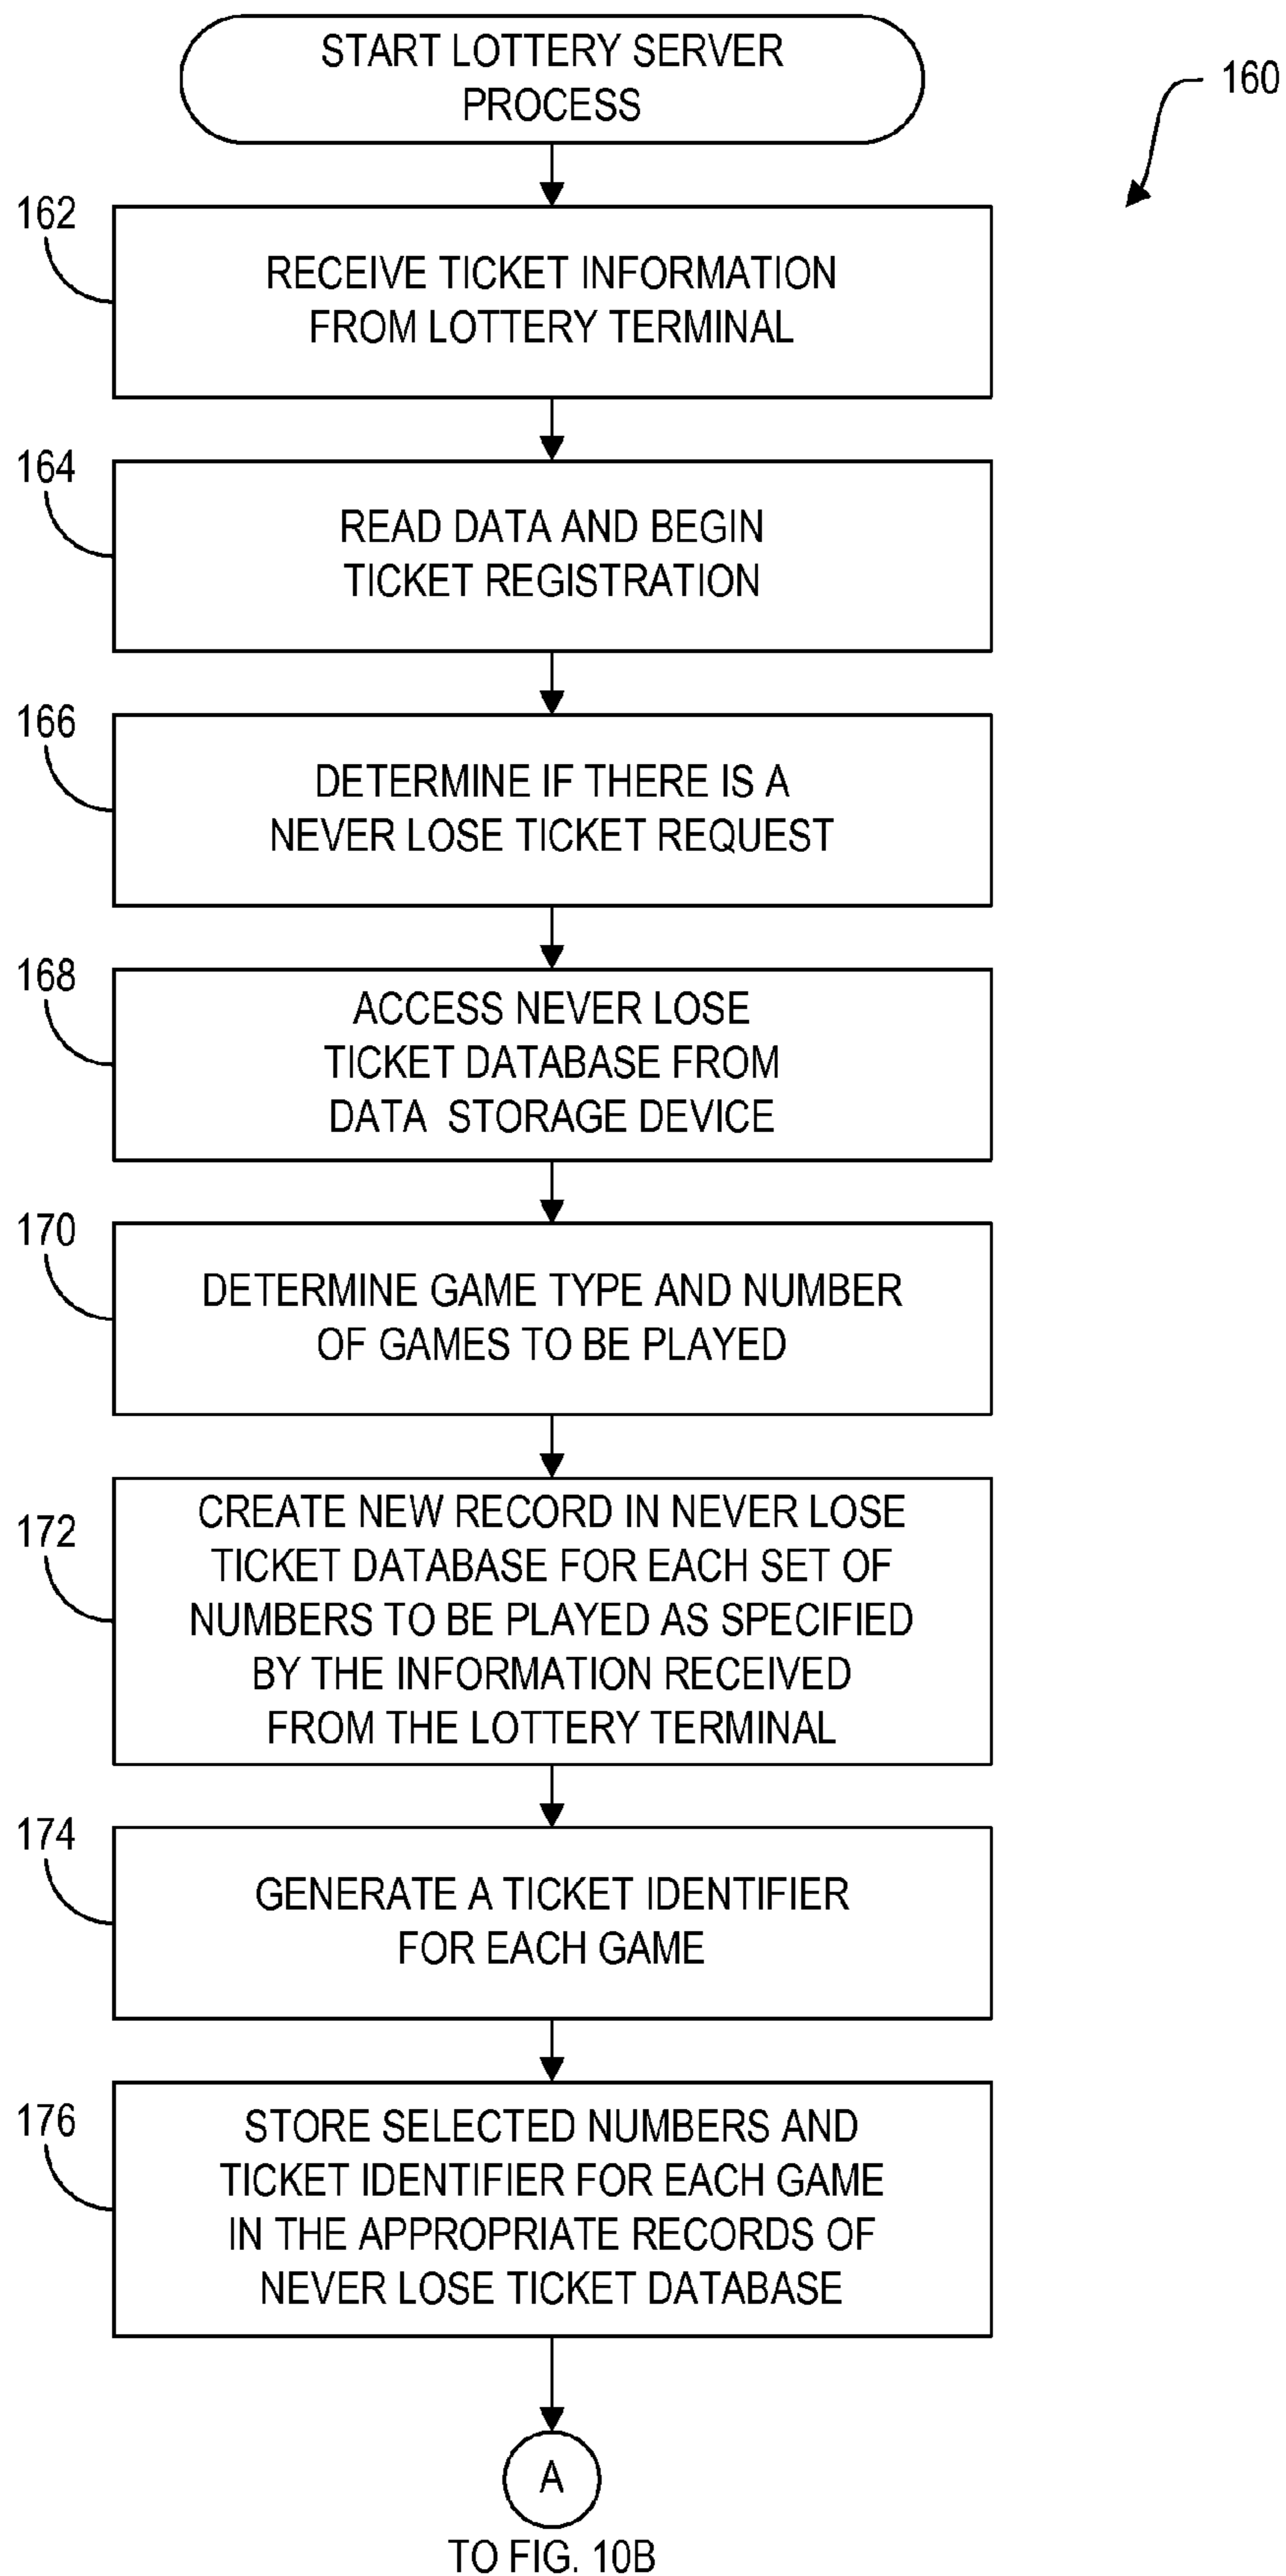 START LOTTERY SERVER
PROCESS
160
162
RECEIVE TICKET INFORMATION
FROM LOTTERY TERMINAL
164
READ DATA AND BEGIN
TICKET REGISTRATION
166
DETERMINE IF THERE IS A
NEVER LOSE TICKET REQUEST
168
ACCESS NEVER LOSE
TICKET DATABASE FROM
DATA STORAGE DEVICE
170
DETERMINE GAME TYPE AND NUMBER
OF GAMES TO BE PLAYED
172
CREATE NEW RECORD IN NEVER LOSE
TICKET DATABASE FOR EACH SET OF
NUMBERS TO BE PLAYED AS SPECIFIED
BY THE INFORMATION RECEIVED
FROM THE LOTTERY TERMINAL
174
GENERATE A TICKET IDENTIFIER
FOR EACH GAME
176
STORE SELECTED NUMBERS AND
TICKET IDENTIFIER FOR EACH GAME
IN THE APPROPRIATE RECORDS OF
NEVER LOSE TICKET DATABASE
A
TO FIG. 10B